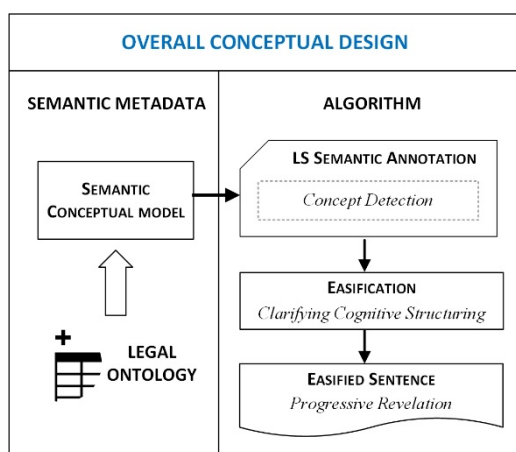 OVERALL CONCEPTUAL DESIGN
SEMANTIC METADATA
ALGORITHM
SEMANTIC
CONCEPTUAL MODEL
LS SEMANTIC ANNOTATION
Concept Detection
EASIFICATION
Clarifying Cognitive Structuring
+
LEGAL
ONTOLOGY
EASIFIED SENTENCE
Progressive Revelation